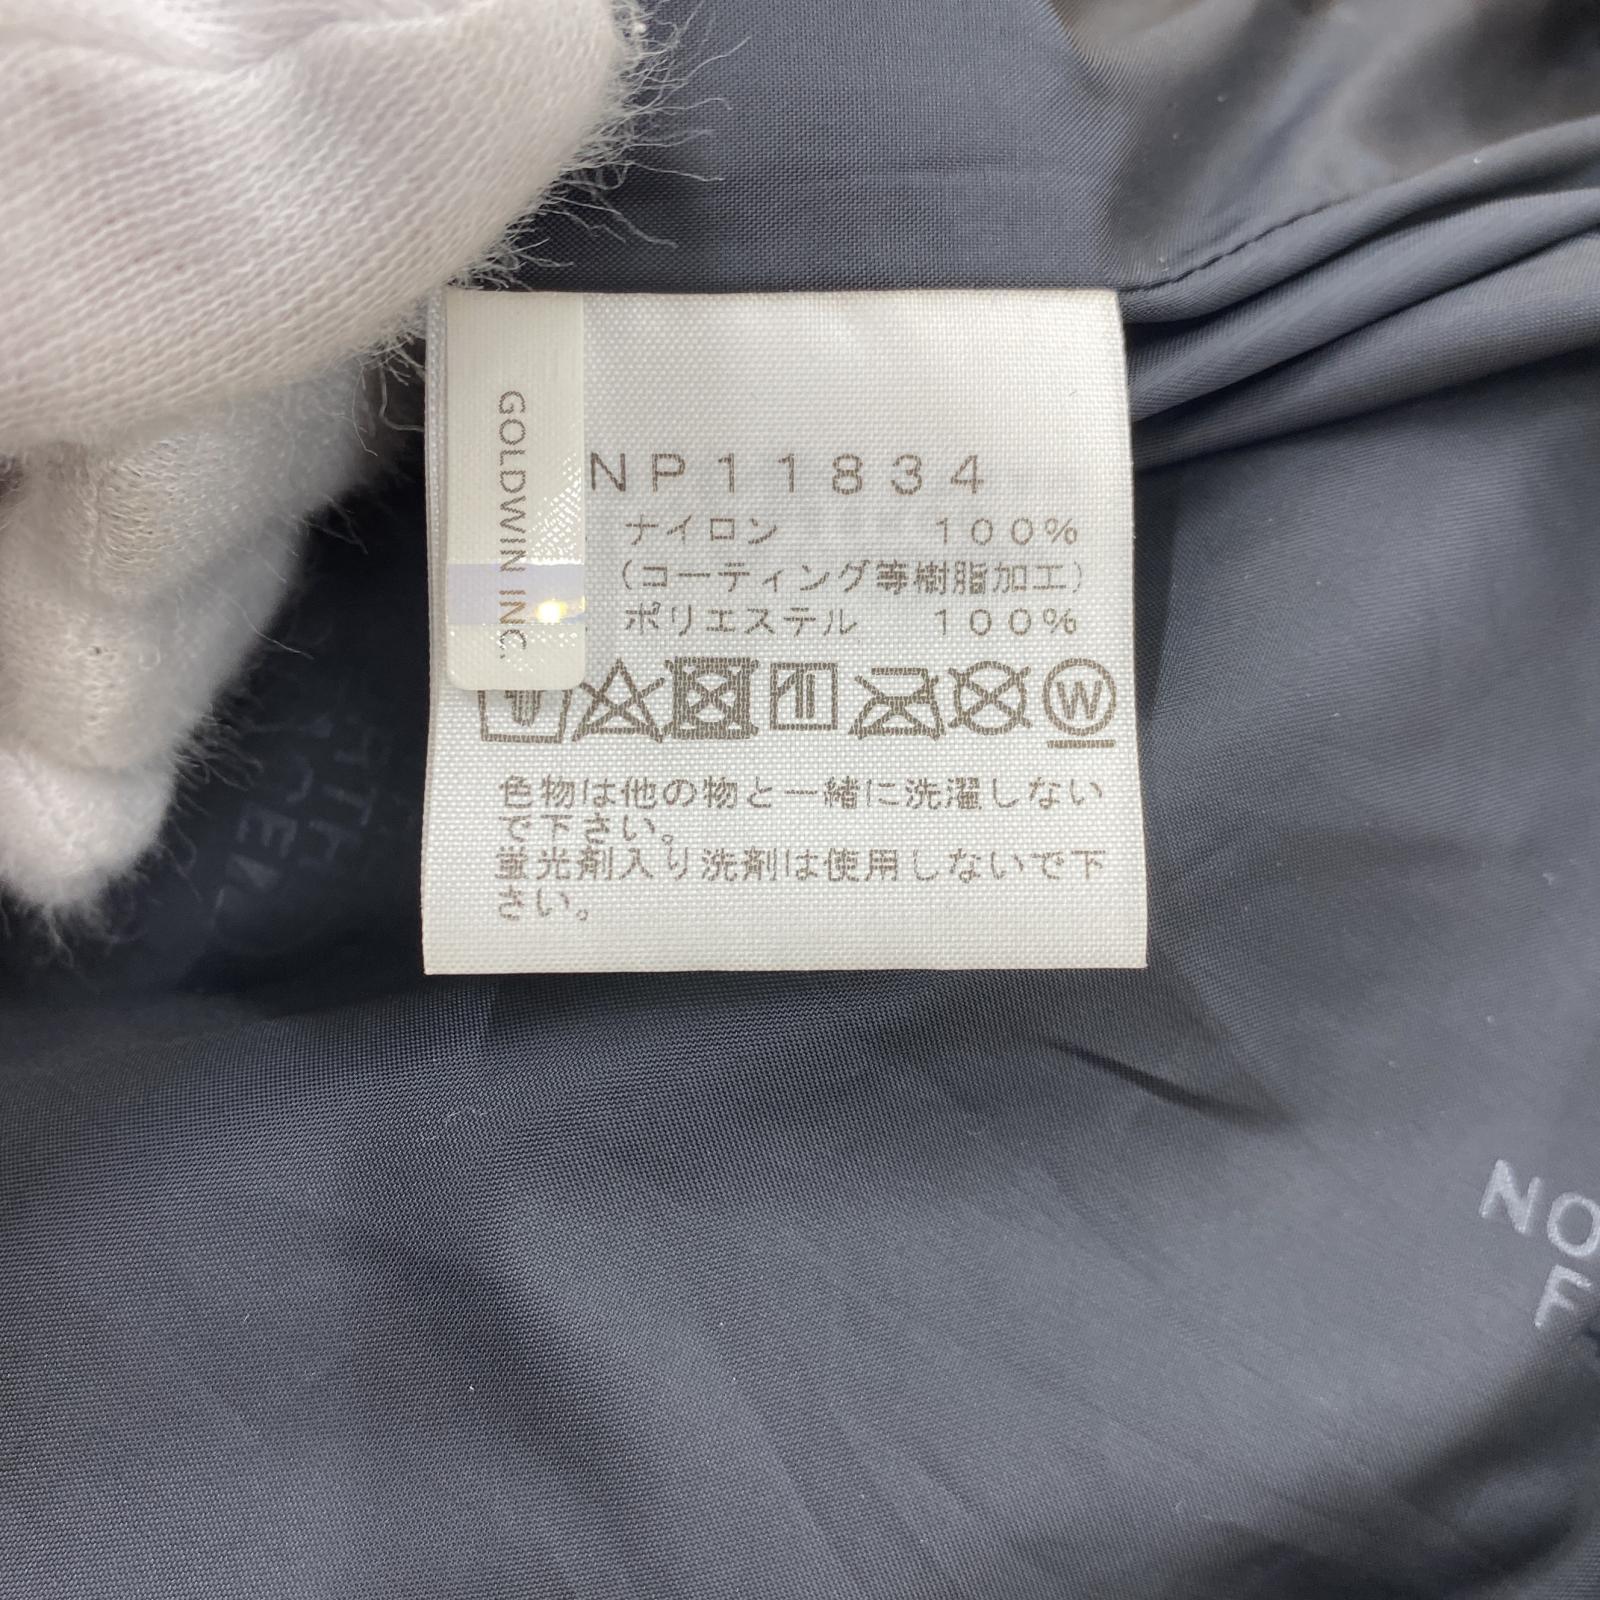 GOLDWIN INC.
NP11834
ナイロン 100%
(コーティング等樹脂加工)
ポリエステル 100%
W
色物は他の物と一緒に洗濯しない
で下さい。
蛍光剤入り洗剤は使用しないで下
さい。
NO
F